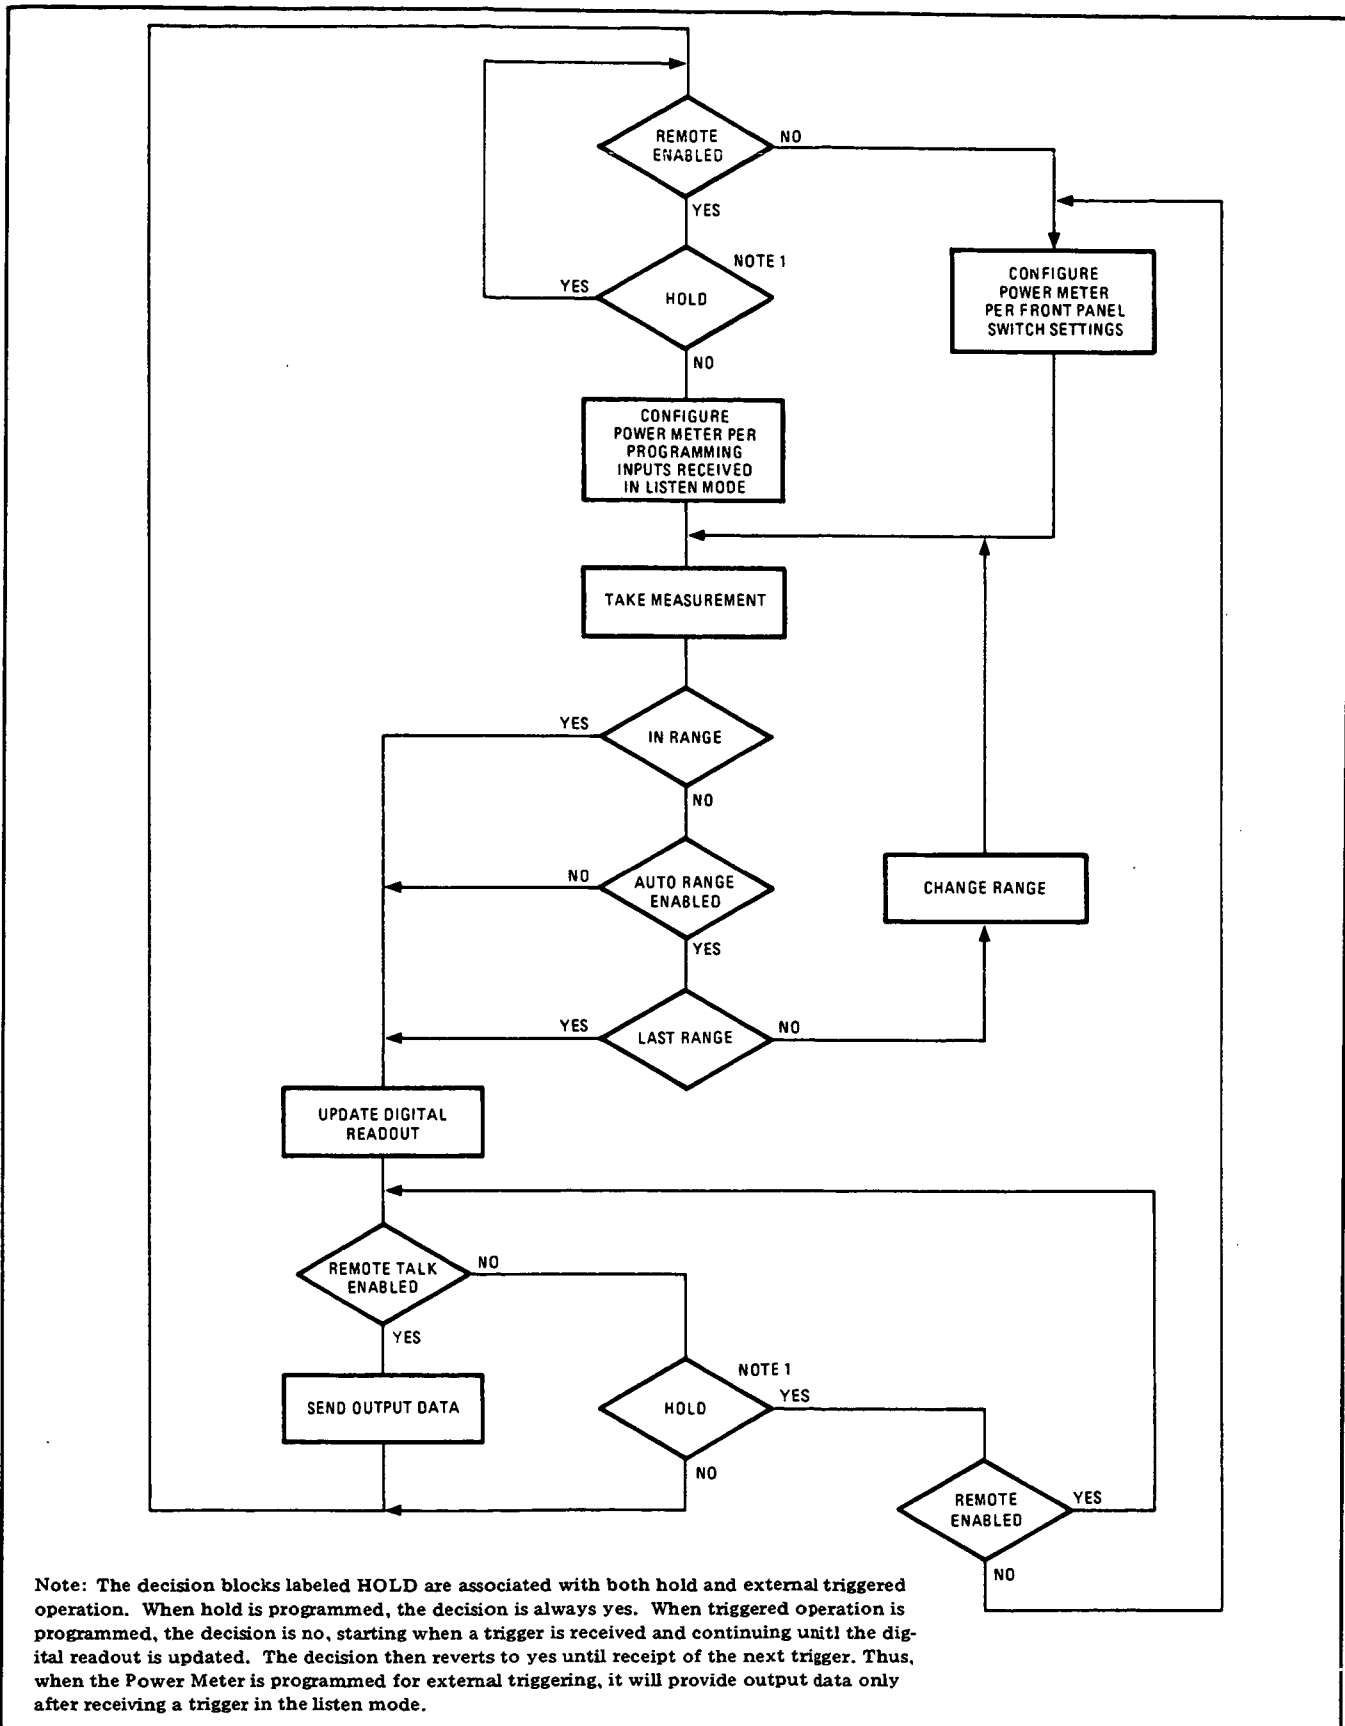 REMOTE
ENABLED
NO
YES
NOTE 1
YES
HOLD
NO
CONFIGURE
POWER METER
PER FRONT PANEL
SWITCH SETTINGS
CONFIGURE
POWER METER PER
PROGRAMMING
INPUTS RECEIVED
IN LISTEN MODE
TAKE MEASUREMENT
YES
IN RANGE
NO
NO
AUTO RANGE
ENABLED
YES
CHANGE RANGE
YES
LAST RANGE
NO
UPDATE DIGITAL
READOUT
REMOTE TALK
ENABLED
NO
YES
SEND OUTPUT DATA
NOTE 1
HOLD
YES
NO
REMOTE
ENABLED
YES
NO
Note: The decision blocks labeled HOLD are associated with both hold and external triggered
operation. When hold is programmed, the decision is always yes. When triggered operation is
programmed, the decision is no, starting when a trigger is received and continuing unitl the dig-
ital readout is updated. The decision then reverts to yes until receipt of the next trigger. Thus,
when the Power Meter is programmed for external triggering, it will provide output data only
after receiving a trigger in the listen mode.